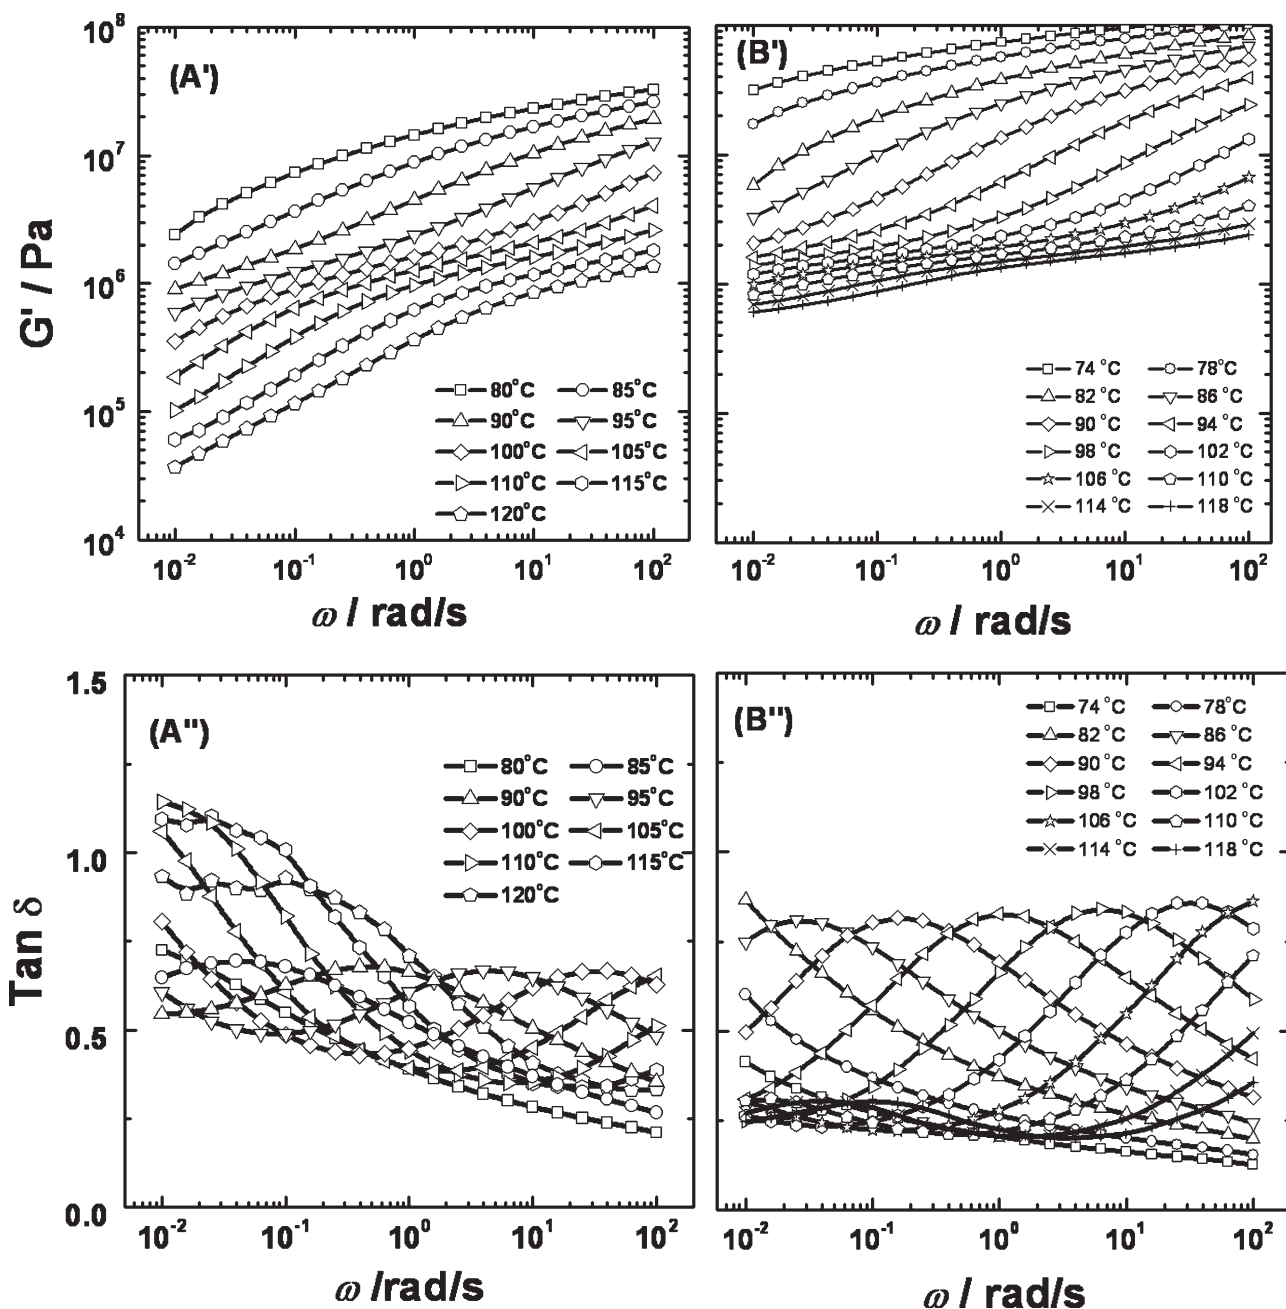 (A')
G' / Pa
10^8
10^7
10^6
10^5
10^4
80°C 85°C
90°C 95°C
100°C 105°C
110°C 115°C
120°C
10^-2 10^-1 10^0 10^1 10^2
ω / rad/s
(B')
74 °C 78°C
82 °C 86 °C
90 °C 94 °C
98 °C 102 °C
106 °C 110 °C
114 °C 118 °C
10^-2 10^-1 10^0 10^1 10^2
ω / rad/s
(A'')
Tan δ
1.5
1.0
0.5
0.0
80°C 85°C
90°C 95°C
100°C 105°C
110°C 115°C
120°C
10^-2 10^-1 10^0 10^1 10^2
ω /rad/s
(B'')
74 °C 78°C
82 °C 86 °C
90 °C 94 °C
98 °C 102 °C
106 °C 110 °C
114 °C 118 °C
10^-2 10^-1 10^0 10^1 10^2
ω / rad/s